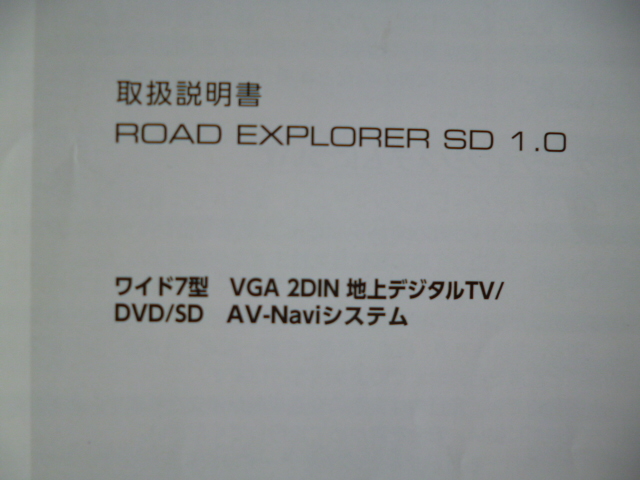 取扱説明書
ROAD EXPLORER SD 1.0
ワイド7型 VGA 2DIN 地上デジタルTV/
DVD/SD AV-Naviシステム